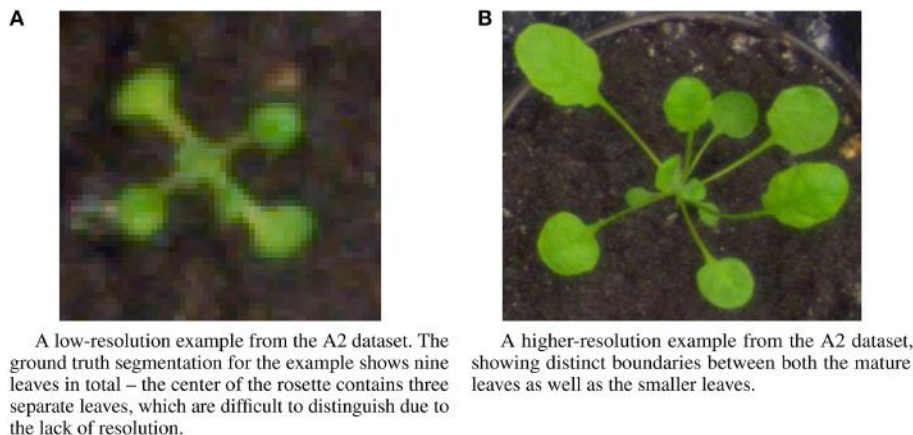 A
A low-resolution example from the A2 dataset. The
ground truth segmentation for the example shows nine
leaves in total – the center of the rosette contains three
separate leaves, which are difficult to distinguish due to
the lack of resolution.
B
A higher-resolution example from the A2 dataset,
showing distinct boundaries between both the mature
leaves as well as the smaller leaves.